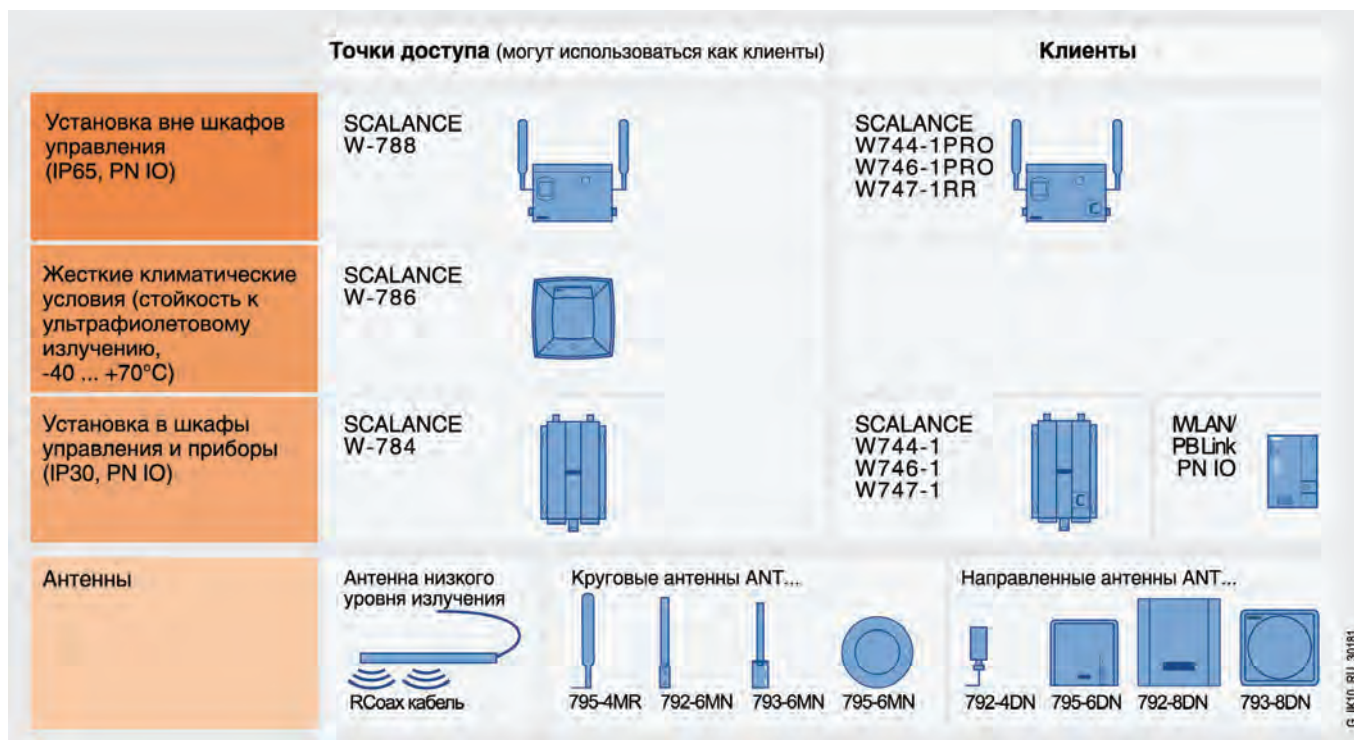 Точки доступа (могут использоваться как клиенты)
Клиенты
Установка вне шкафов
управления
(IP65, PN IO)
SCALANCE
W-788
SCALANCE
W744-1PRO
W746-1PRO
W747-1RR
Жесткие климатические
условия (стойкость к
ультрафиолетовому
излучению,
-40 ... +70°C)
SCALANCE
W-786
Установка в шкафы
управления и приборы
(IP30, PN IO)
SCALANCE
W-784
SCALANCE
W744-1
W746-1
W747-1
IWLAN/
PB Link
PN IO
Антенны
Антенна низкого
уровня излучения
RCoax кабель
Круговые антенны ANT...
795-4MR
792-6MN
793-6MN
795-6MN
Направленные антенны ANT...
792-4DN
795-6DN
792-8DN
793-8DN
G_IK10_RU_30181